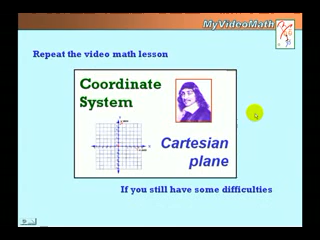 MyVideoMath
Repeat the video math lesson
Coordinate
System
Cartesian
plane
If you still have some difficulties